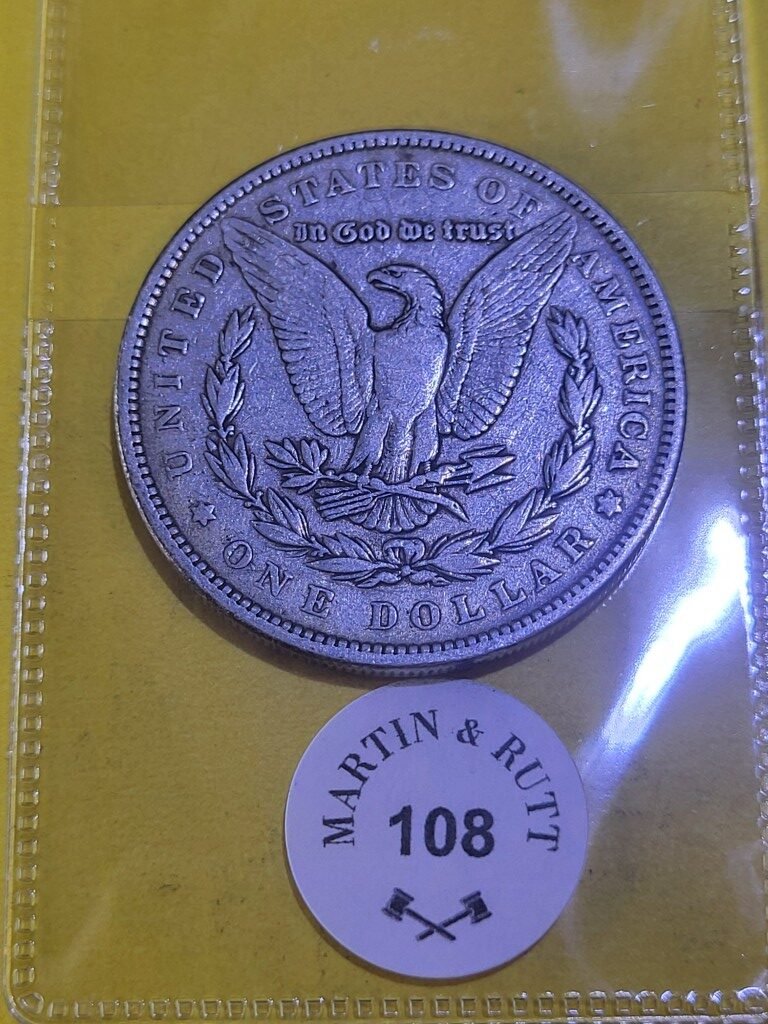 UNITED STATES OF AMERICA
In God we trust
ONE DOLLAR
MARTIN & RUTT
108